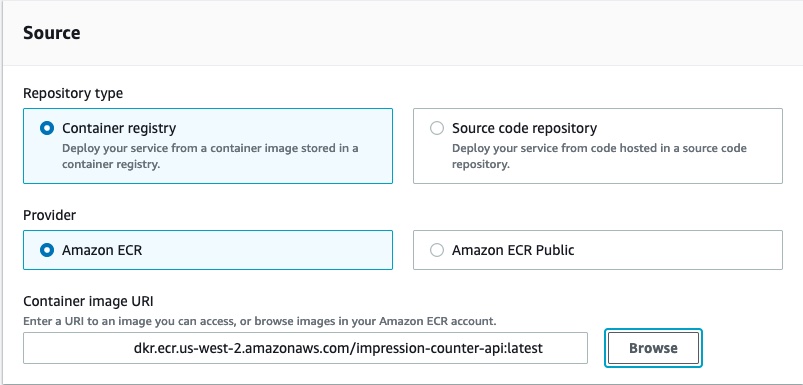 Source
Repository type
Container registry
Deploy your service from a container image stored in a
container registry.
Source code repository
Deploy your service from code hosted in a source code
repository.
Provider
Amazon ECR
Amazon ECR Public
Container image URI
Enter a URI to an image you can access, or browse images in your Amazon ECR account.
dkr.ecr.us-west-2.amazonaws.com/impression-counter-api:latest
Browse